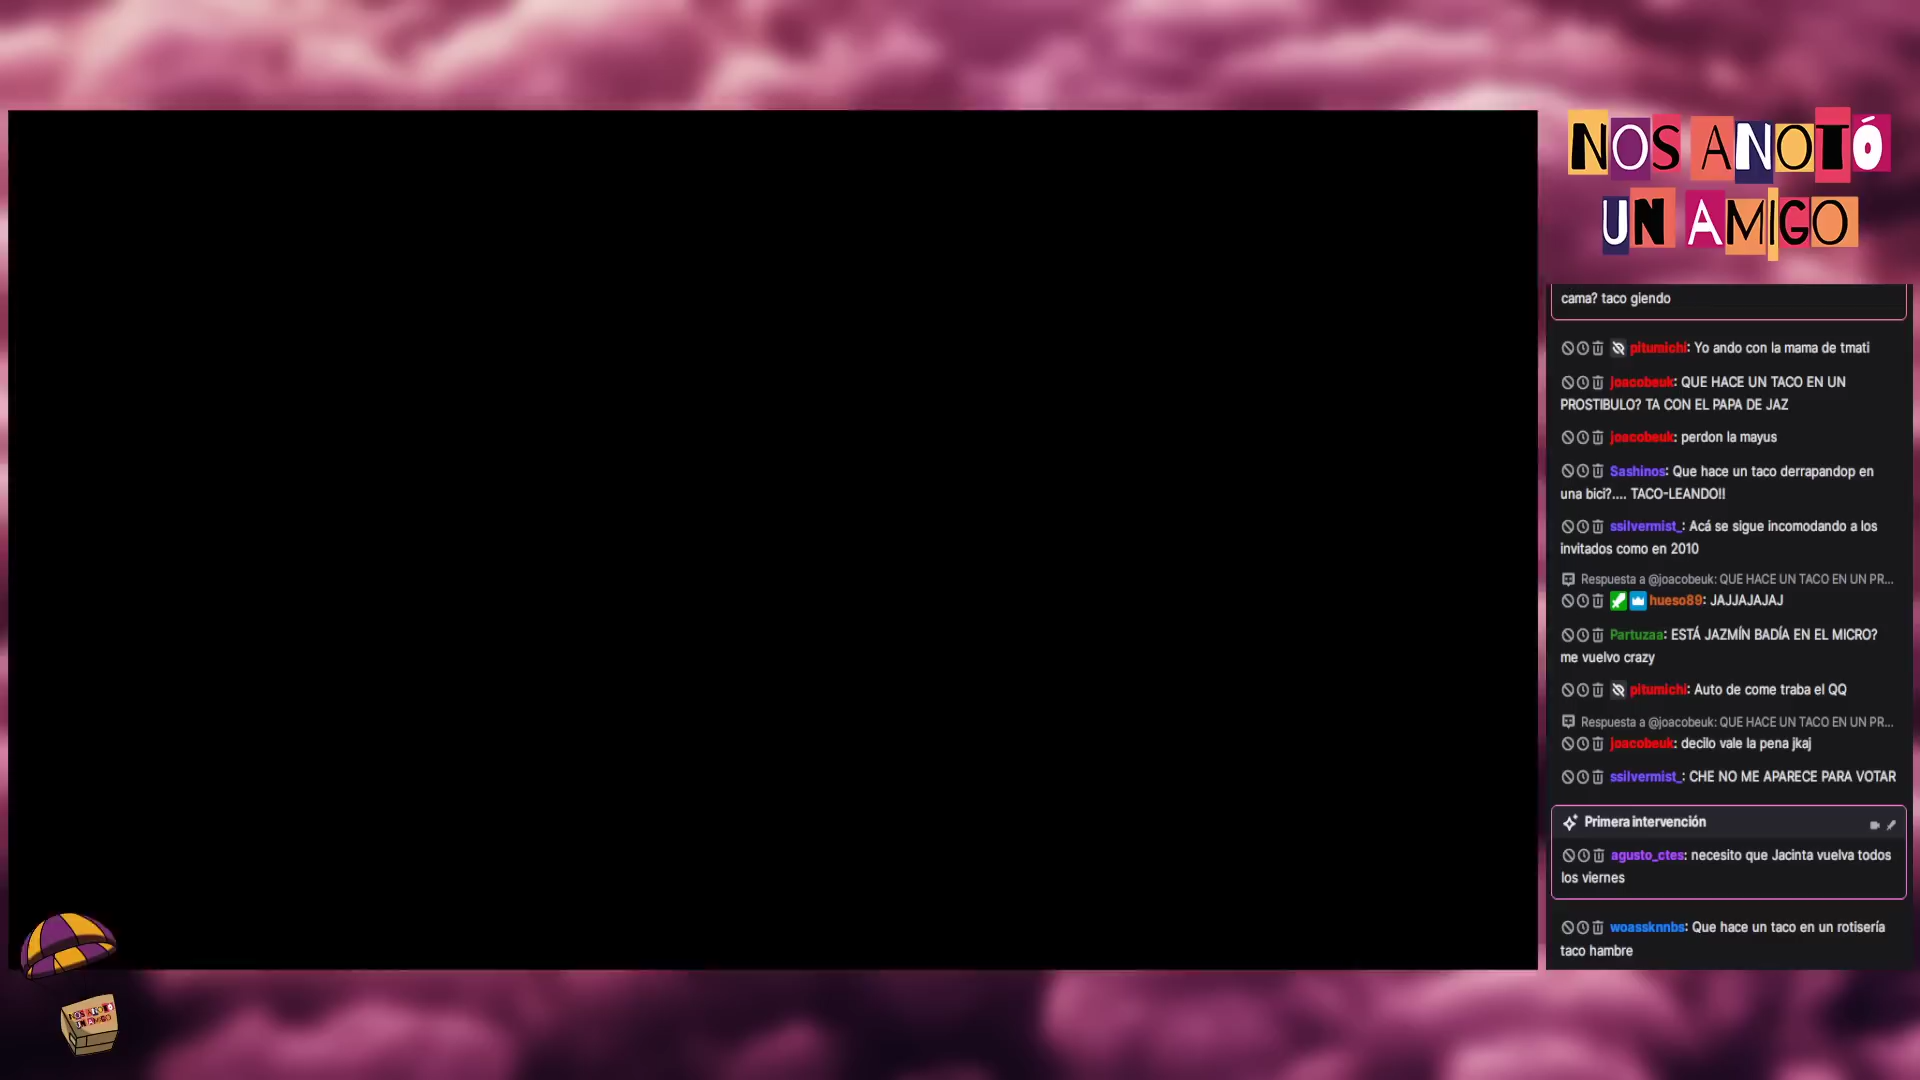 NOS ANOTÓ
UN AMIGO
cama? taco giendo
pitumichi: Yo ando con la mama de tmati
joacobeuk: QUE HACE UN TACO EN UN
PROSTIBULO? TA CON EL PAPA DE JAZ
joacobeuk: perdon la mayus
Sashinos: Que hace un taco derrapandop en
una bici?.... TACO-LEANDO!!
ssilvermist_: Acá se sigue incomodando a los
invitados como en 2010
Respuesta a @joacobeuk: QUE HACE UN TACO EN UN PR...
hueso89: JAJJAJAJAJ
Partuzaa: ESTÁ JAZMÍN BADÍA EN EL MICRO?
me vuelvo crazy
pitumichi: Auto de come traba el QQ
Respuesta a @joacobeuk: QUE HACE UN TACO EN UN PR...
joacobeuk: decilo vale la pena jkaj
ssilvermist_: CHE NO ME APARECE PARA VOTAR
Primera intervención
agusto_ctes: necesito que Jacinta vuelva todos
los viernes
woassknnbs: Que hace un taco en un rotisería
taco hambre
NOS ANOTÓ
UN AMIGO